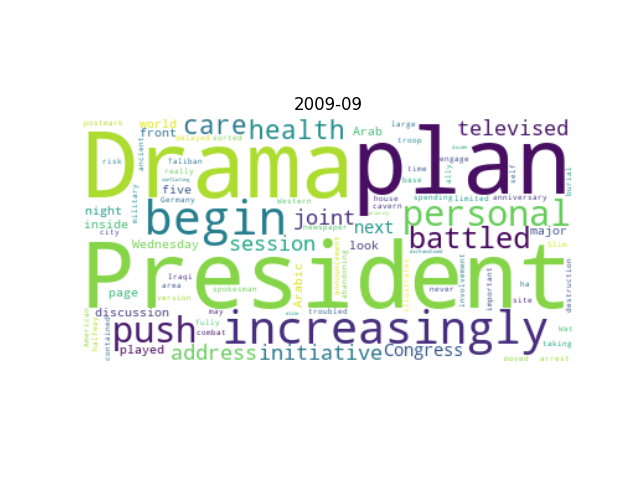 2009-09
postmark world care health Arab large televised
front delayed sorted troop
Drama plan
risk ancient Taliban really time engage
five base ally self
military Germany Western house spending limited anniversary burial
night begin joint next cavern personal
inside newspaper battled major
city Wednesday session look Slim
President
Arabic announcement abandoning involvement important destruction
page Iraqi area never ha
version spokesman site
discussion may troubled
American halfway contained push fully combat increasingly Wat
played address initiative Congress taking
moved arrest